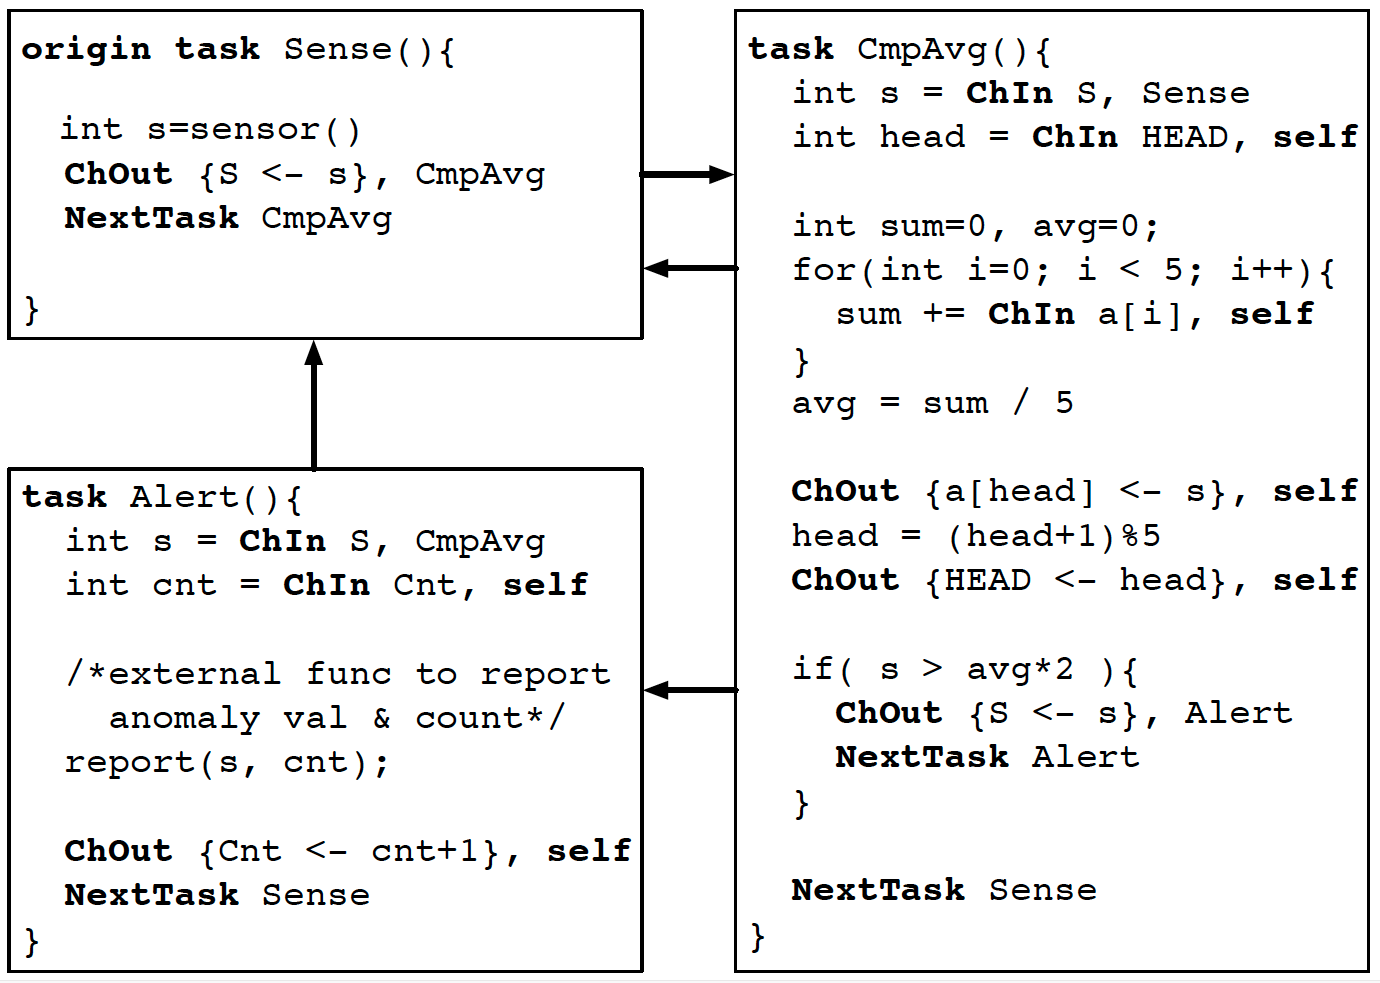 origin task Sense(){
int s=sensor()
ChOut {S <- s}, CmpAvg
NextTask CmpAvg
}
task Alert(){
int s = ChIn S, CmpAvg
int cnt = ChIn Cnt, self
/*external func to report
anomaly val & count*/
report(s, cnt);
ChOut {Cnt <- cnt+1}, self
NextTask Sense
}
task CmpAvg(){
int s = ChIn S, Sense
int head = ChIn HEAD, self
int sum=0, avg=0;
for(int i=0; i < 5; i++){
sum += ChIn a[i], self
}
avg = sum / 5
ChOut {a[head] <- s}, self
head = (head+1)%5
ChOut {HEAD <- head}, self
if( s > avg*2 ){
ChOut {S <- s}, Alert
NextTask Alert
}
NextTask Sense
}